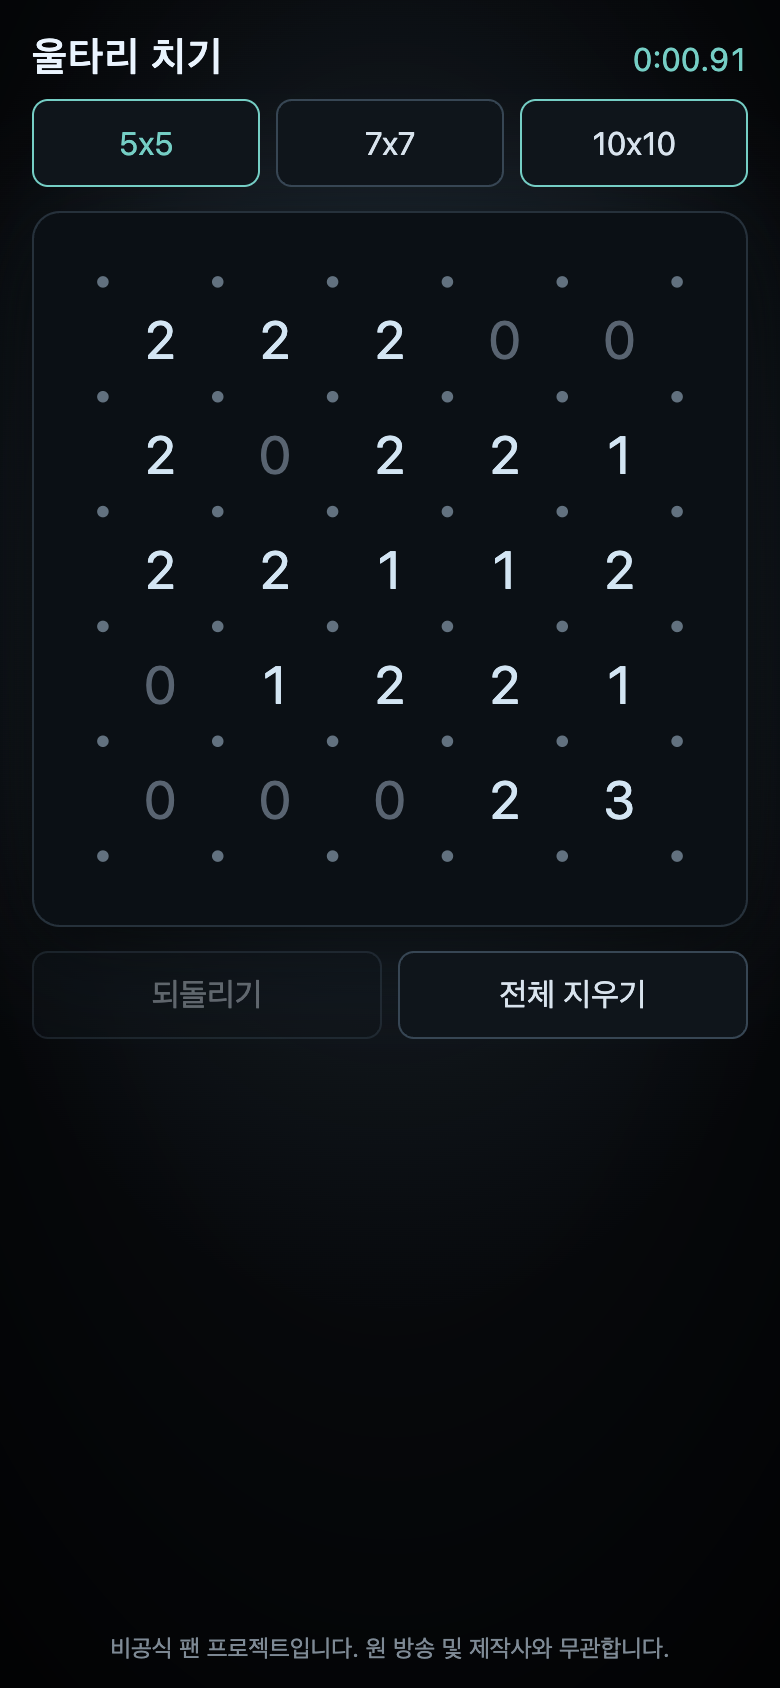 울타리 치기
0:00.91
5x5 7x7 10x10
2 2 2 0 0
2 0 2 2 1
2 2 1 1 2
0 1 2 2 1
0 0 0 2 3
되돌리기 전체 지우기
비공식 팬 프로젝트입니다. 원 방송 및 제작사와 무관합니다.